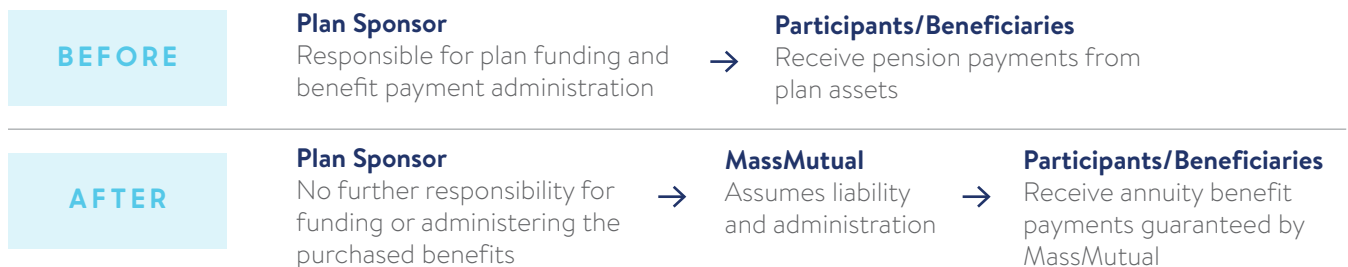 BEFORE
Plan Sponsor
Responsible for plan funding and
benefit payment administration
→
Participants/Beneficiaries
Receive pension payments from
plan assets
AFTER
Plan Sponsor
No further responsibility for
funding or administering the
purchased benefits
→
MassMutual
Assumes liability
and administration
→
Participants/Beneficiaries
Receive annuity benefit
payments guaranteed by
MassMutual